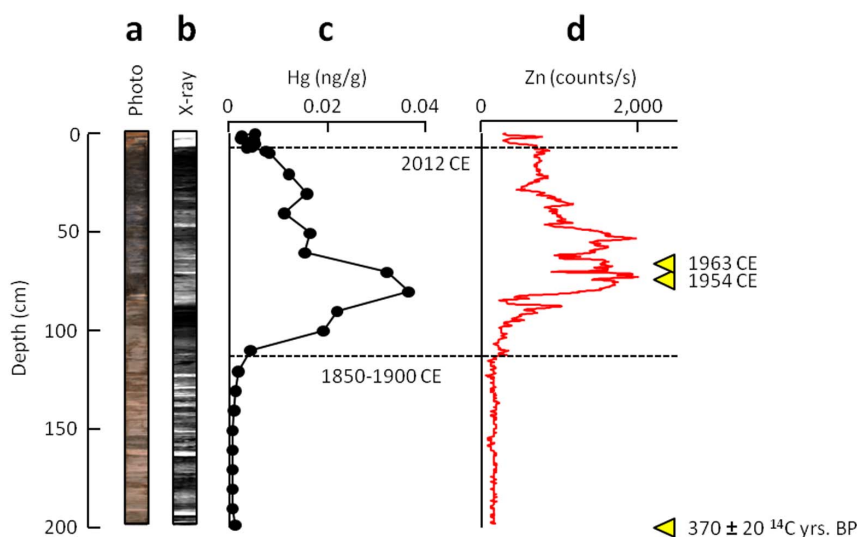 a b c d
Photo
X-ray
Hg (ng/g)
Zn (counts/s)
0 0.02 0.04
0 2,000
Depth (cm)
0
50
100
150
200
2012 CE
1963 CE
1954 CE
1850-1900 CE
370 ± 20 ¹⁴C yrs. BP